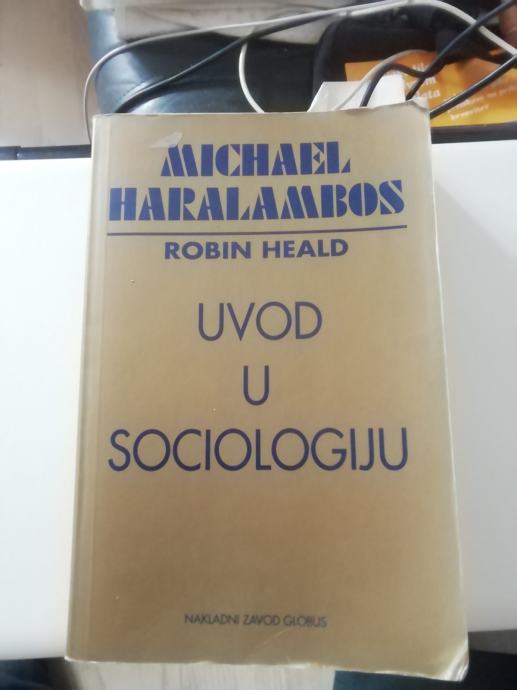 MICHAEL
HARALAMBOS
ROBIN HEALD
UVOD
U
SOCIOLOGIJU
NAKLADNI ZAVOD GLOBUS